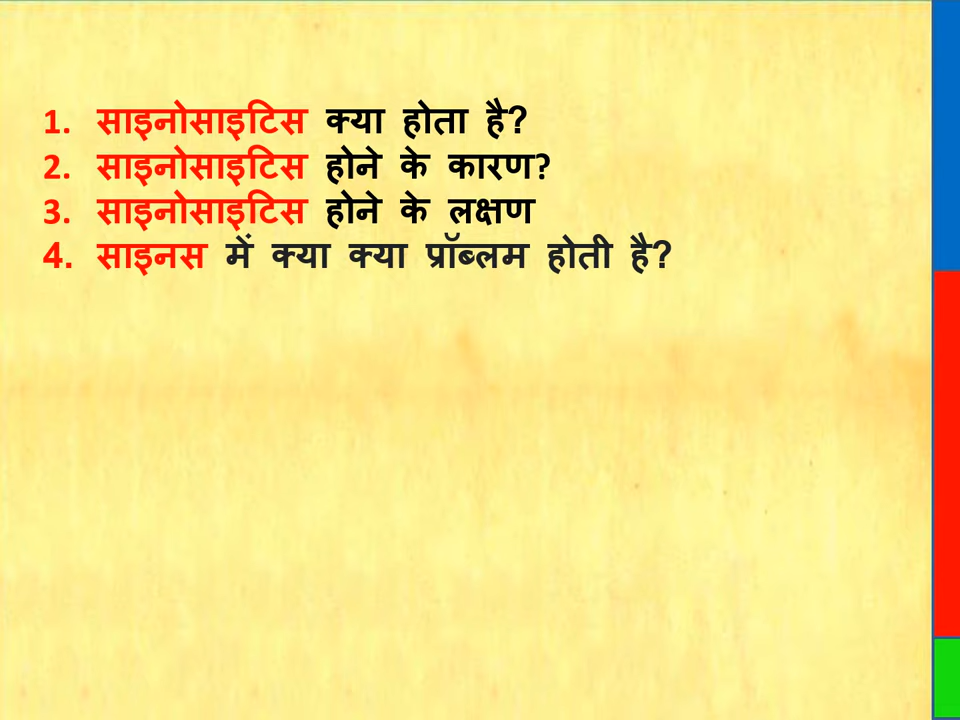 1. साइनोसाइटिस क्या होता है?
2. साइनोसाइटिस होने के कारण?
3. साइनोसाइटिस होने के लक्षण
4. साइनस में क्या क्या प्रॉब्लम होती है?